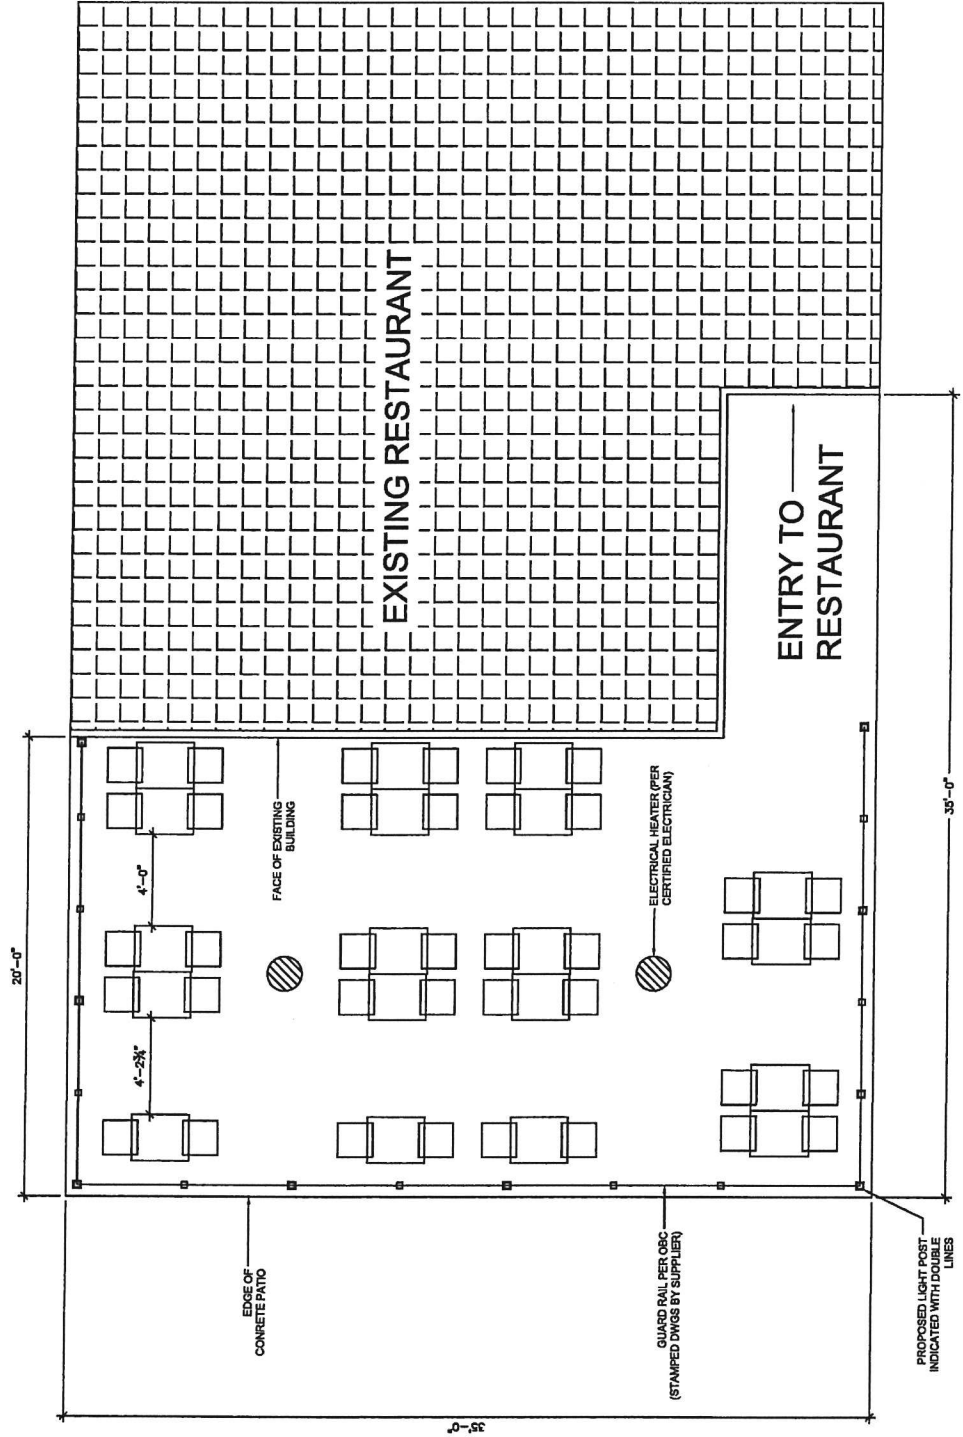 EXISTING RESTAURANT
ENTRY TO
RESTAURANT
20'-0"
4'-0"
4'-2¾"
FACE OF EXISTING
BUILDING
ELECTRICAL HEATER (PER
CERTIFIED ELECTRICIAN)
35'-0"
EDGE OF
CONRETE PATIO
GUARD RAIL PER OBC
(STAMPED DWGS BY SUPPLIER)
PROPOSED LIGHT POST
INDICATED WITH DOUBLE
LINES
35'-0"